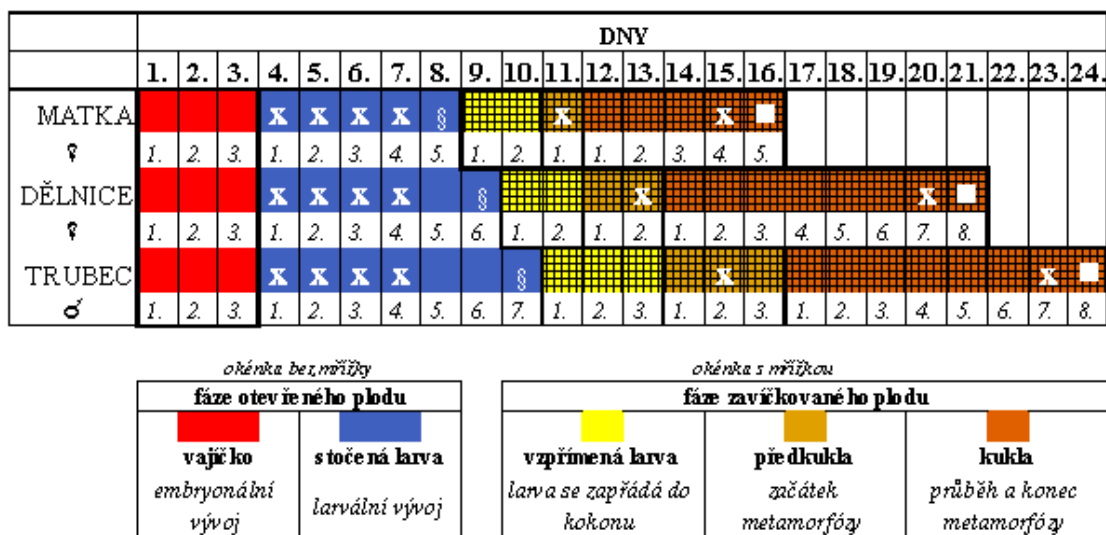 DNY
1. 2. 3. 4. 5. 6. 7. 8. 9. 10. 11. 12. 13. 14. 15. 16. 17. 18. 19. 20. 21. 22. 23. 24.
MATKA x x x x § x x
♀ 1. 2. 3. 1. 2. 3. 4. 5. 1. 2. 1. 1. 2. 3. 4. 5.
DĚLNICE x x x x § x x
♀ 1. 2. 3. 1. 2. 3. 4. 5. 6. 1. 2. 1. 2. 1. 2. 3. 4. 5. 6. 7. 8.
TRUBEC x x x x § x x
♂ 1. 2. 3. 1. 2. 3. 4. 5. 6. 7. 1. 2. 3. 1. 2. 3. 1. 2. 3. 4. 5. 6. 7. 8.
okénka bez mřížky okénka s mřížkou
fáze otevřeného plodu fáze zavíčkovaného plodu
vajíčko stočená larva vzpřímená larva předkukla kukla
embryonální vývoj larvální vývoj larva se zapřádá do kokonu začátek metamorfózy průběh a konec metamorfózy